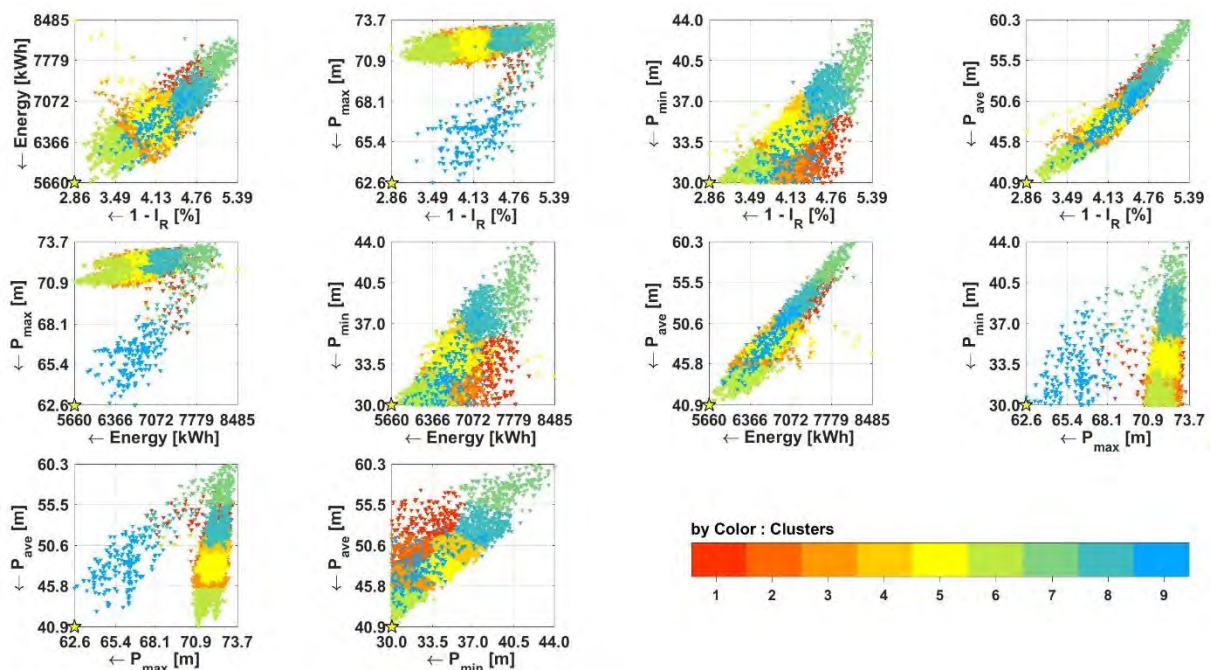 8485
7779
7072
6366
5660
← Energy [kWh]
2.86 3.49 4.13 4.76 5.39
← 1 - I_R [%]
73.7
70.9
68.1
65.4
62.6
← P_max [m]
2.86 3.49 4.13 4.76 5.39
← 1 - I_R [%]
44.0
40.5
37.0
33.5
30.0
← P_min [m]
2.86 3.49 4.13 4.76 5.39
← 1 - I_R [%]
60.3
55.5
50.6
45.8
40.9
← P_ave [m]
2.86 3.49 4.13 4.76 5.39
← 1 - I_R [%]
73.7
70.9
68.1
65.4
62.6
← P_max [m]
5660 6366 7072 7779 8485
← Energy [kWh]
44.0
40.5
37.0
33.5
30.0
← P_min [m]
5660 6366 7072 7779 8485
← Energy [kWh]
60.3
55.5
50.6
45.8
40.9
← P_ave [m]
5660 6366 7072 7779 8485
← Energy [kWh]
44.0
40.5
37.0
33.5
30.0
← P_min [m]
62.6 65.4 68.1 70.9 73.7
← P_max [m]
60.3
55.5
50.6
45.8
40.9
← P_ave [m]
62.6 65.4 68.1 70.9 73.7
← P_max [m]
60.3
55.5
50.6
45.8
40.9
← P_ave [m]
30.0 33.5 37.0 40.5 44.0
← P_min [m]
by Color : Clusters
1 2 3 4 5 6 7 8 9